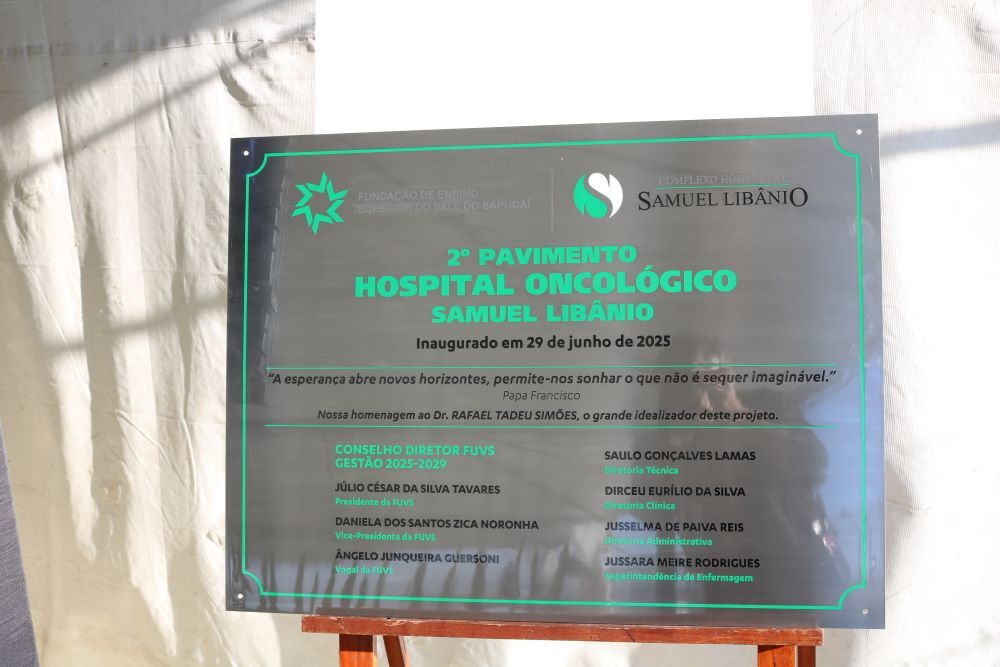 FUNDAÇÃO DE ENSINO
SUPERIOR DO VALE DO SAPUCAÍ
COMPLEXO HOSPITALAR
SAMUEL LIBÂNIO
2º PAVIMENTO
HOSPITAL ONCOLÓGICO
SAMUEL LIBÂNIO
Inaugurado em 29 de junho de 2025
“A esperança abre novos horizontes, permite-nos sonhar o que não é sequer imaginável.”
Papa Francisco
Nossa homenagem ao Dr. RAFAEL TADEU SIMÕES, o grande idealizador deste projeto.
CONSELHO DIRETOR FUVS
GESTÃO 2025-2029
JÚLIO CÉSAR DA SILVA TAVARES
Presidente da FUVS
DANIELA DOS SANTOS ZICA NORONHA
Vice-Presidente da FUVS
ÂNGELO JUNQUEIRA GUERSONI
Vogal da FUVS
SAULO GONÇALVES LAMAS
Diretoria Técnica
DIRCEU EURÍLIO DA SILVA
Diretoria Clínica
JUSSELMA DE PAIVA REIS
Diretoria Administrativa
JUSSARA MEIRE RODRIGUES
Superintendência de Enfermagem